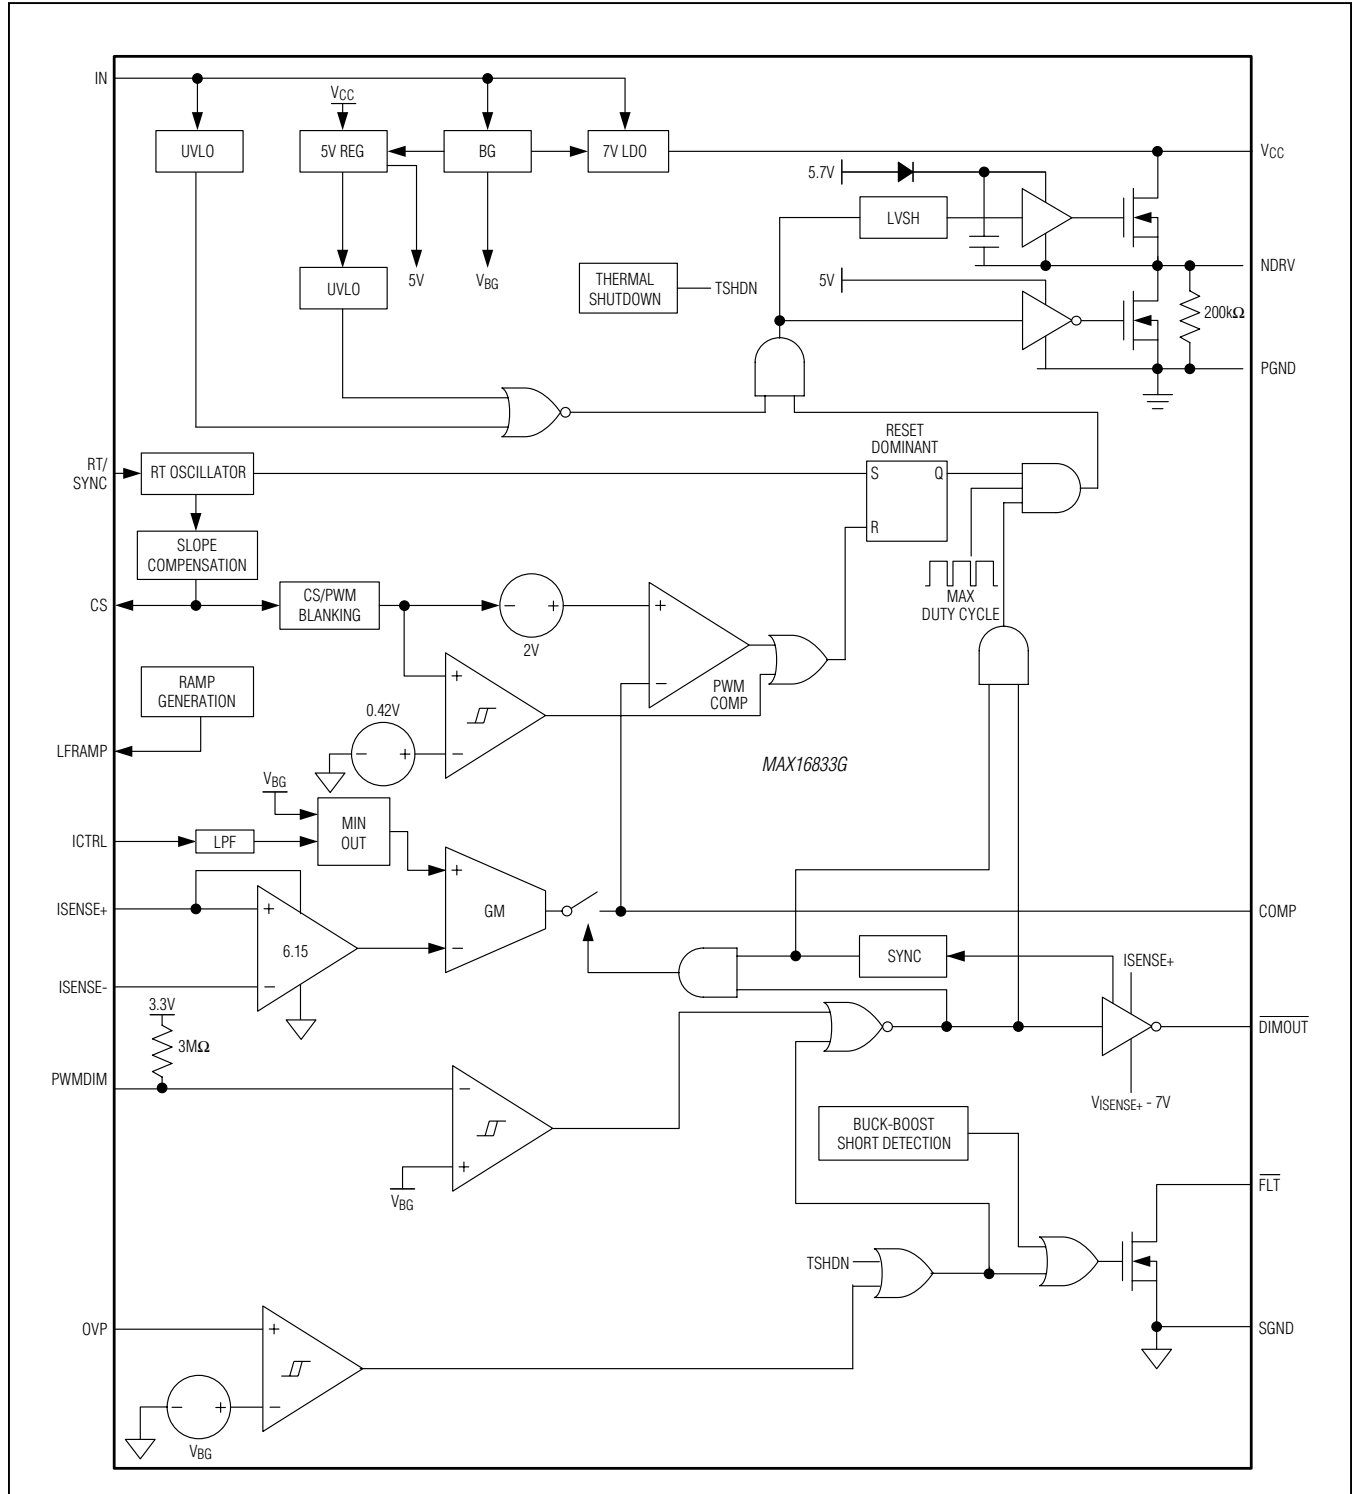 IN
VCC
UVLO
5V REG
BG
7V LDO
VCC
5.7V
LVSH
5V
VBG
UVLO
THERMAL
SHUTDOWN
TSHDN
5V
NDRV
200kΩ
PGND
RT/
SYNC
RT OSCILLATOR
RESET
DOMINANT
S
Q
R
SLOPE
COMPENSATION
MAX
DUTY CYCLE
CS
CS/PWM
BLANKING
-
+
2V
+
-
PWM
COMP
RAMP
GENERATION
LFRAMP
0.42V
-
+
+
-
MAX16833G
VBG
MIN
OUT
ICTRL
LPF
+
-
GM
ISENSE+
+
6.15
-
ISENSE-
COMP
SYNC
ISENSE+
DIMOUT
VISENSE+ - 7V
3.3V
3MΩ
PWMDIM
-
+
VBG
BUCK-BOOST
SHORT DETECTION
FLT
TSHDN
SGND
OVP
+
-
-
+
VBG